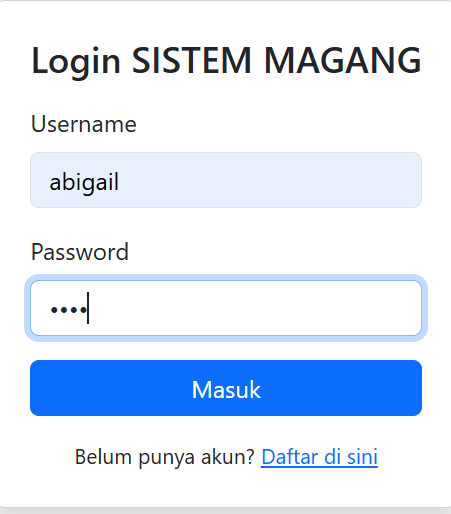 Login SISTEM MAGANG
Username
abigail
Password
••••
Masuk
Belum punya akun? Daftar di sini